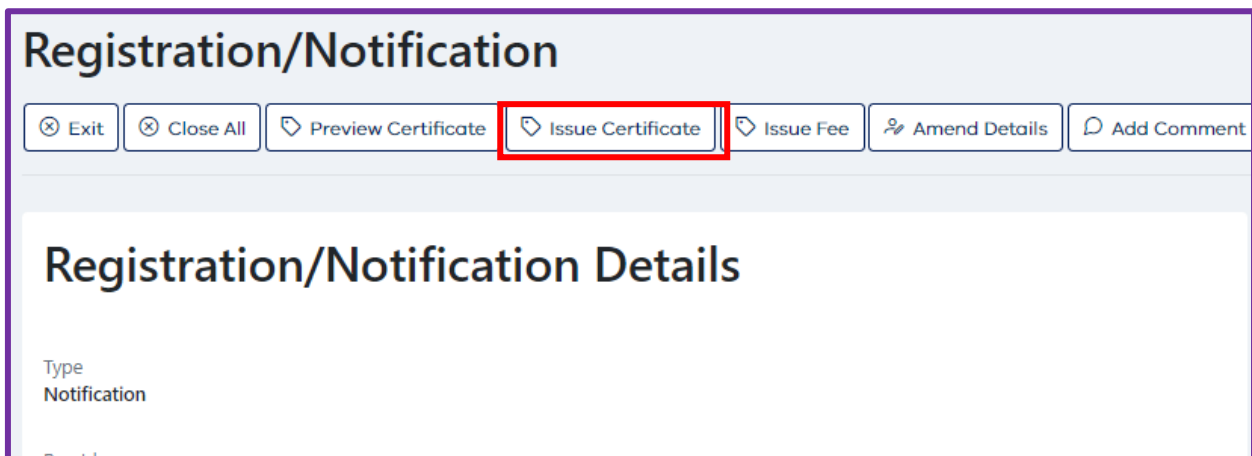 Registration/Notification
Exit Close All Preview Certificate Issue Certificate Issue Fee Amend Details Add Comment
Registration/Notification Details
Type
Notification